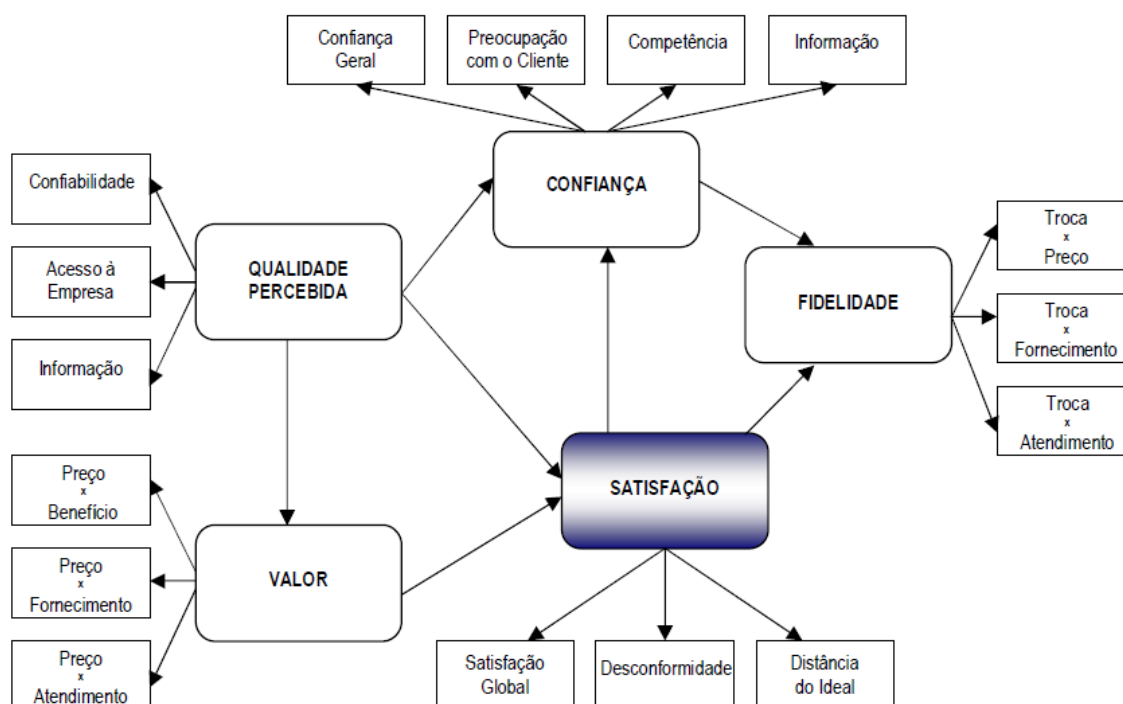 Confiança
Geral
Preocupação
com o Cliente
Competência
Informação
CONFIANÇA
Confiabilidade
Acesso à
Empresa
Informação
QUALIDADE
PERCEBIDA
FIDELIDADE
Troca
x
Preço
Troca
x
Fornecimento
Troca
x
Atendimento
Preço
x
Benefício
Preço
x
Fornecimento
Preço
x
Atendimento
VALOR
SATISFAÇÃO
Satisfação
Global
Desconformidade
Distância
do Ideal